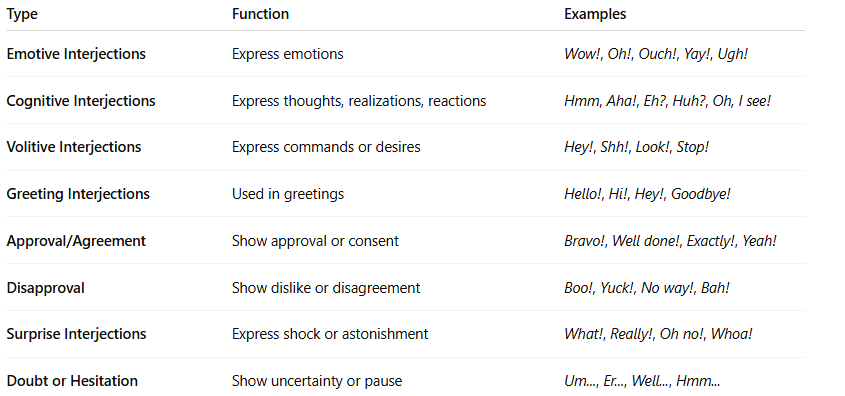 Type Function Examples
Emotive Interjections Express emotions Wow!, Oh!, Ouch!, Yay!, Ugh!
Cognitive Interjections Express thoughts, realizations, reactions Hmm, Aha!, Eh?, Huh?, Oh, I see!
Volitive Interjections Express commands or desires Hey!, Shh!, Look!, Stop!
Greeting Interjections Used in greetings Hello!, Hi!, Hey!, Goodbye!
Approval/Agreement Show approval or consent Bravo!, Well done!, Exactly!, Yeah!
Disapproval Show dislike or disagreement Boo!, Yuck!, No way!, Bah!
Surprise Interjections Express shock or astonishment What!, Really!, Oh no!, Whoa!
Doubt or Hesitation Show uncertainty or pause Um..., Er..., Well..., Hmm...